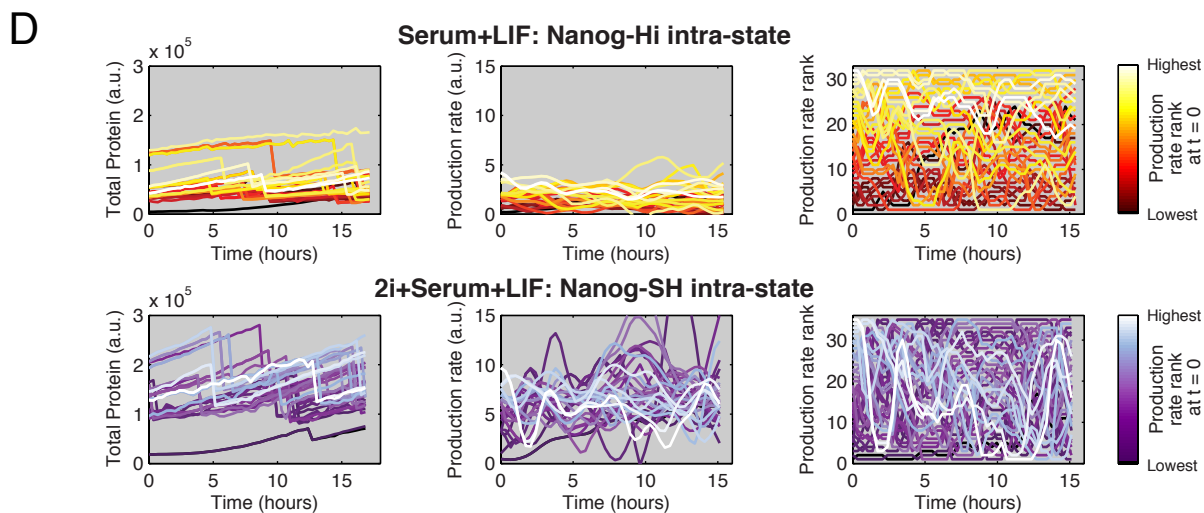 D
Serum+LIF: Nanog-Hi intra-state
x 10^5
Total Protein (a.u.)
3
2
1
0
0 5 10 15
Time (hours)
Production rate (a.u.)
15
10
5
0
0 5 10 15
Time (hours)
Production rate rank
30
20
10
0
0 5 10 15
Time (hours)
Highest
Production
rate rank
at t = 0
Lowest
2i+Serum+LIF: Nanog-SH intra-state
x 10^5
Total Protein (a.u.)
3
2
1
0
0 5 10 15
Time (hours)
Production rate (a.u.)
15
10
5
0
0 5 10 15
Time (hours)
Production rate rank
30
20
10
0
0 5 10 15
Time (hours)
Highest
Production
rate rank
at t = 0
Lowest